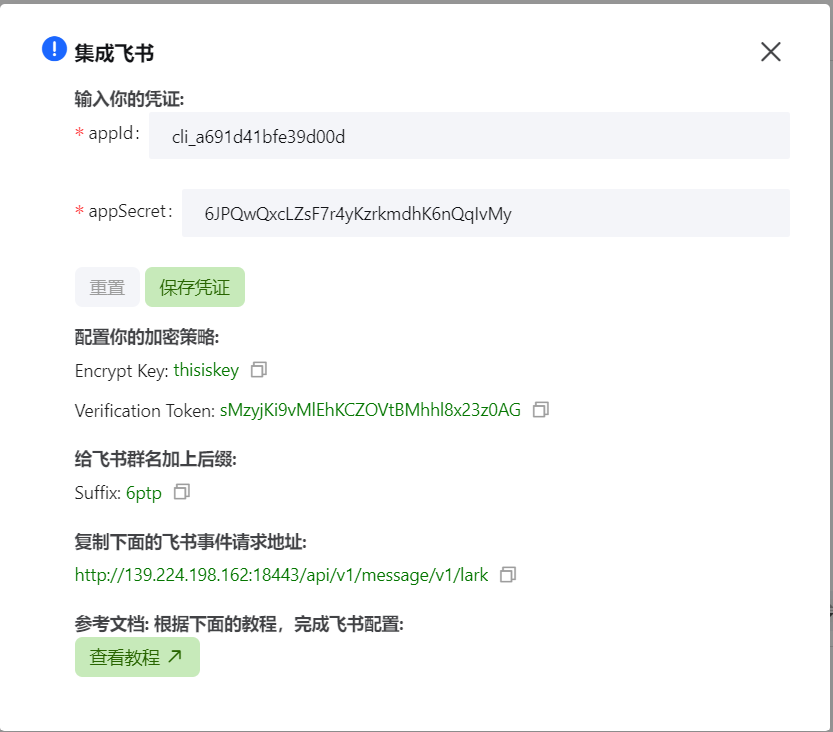 集成飞书
输入你的凭证:
* appId: cli_a691d41bfe39d00d
* appSecret: 6JPQwQxcLZsF7r4yKzrkmdhK6nQqIvMy
重置 保存凭证
配置你的加密策略:
Encrypt Key: thisiskey
Verification Token: sMzyjKi9vMlEhKCZOVtBMhhl8x23z0AG
给飞书群名加上后缀:
Suffix: 6ptp
复制下面的飞书事件请求地址:
http://139.224.198.162:18443/api/v1/message/v1/lark
参考文档: 根据下面的教程，完成飞书配置:
查看教程